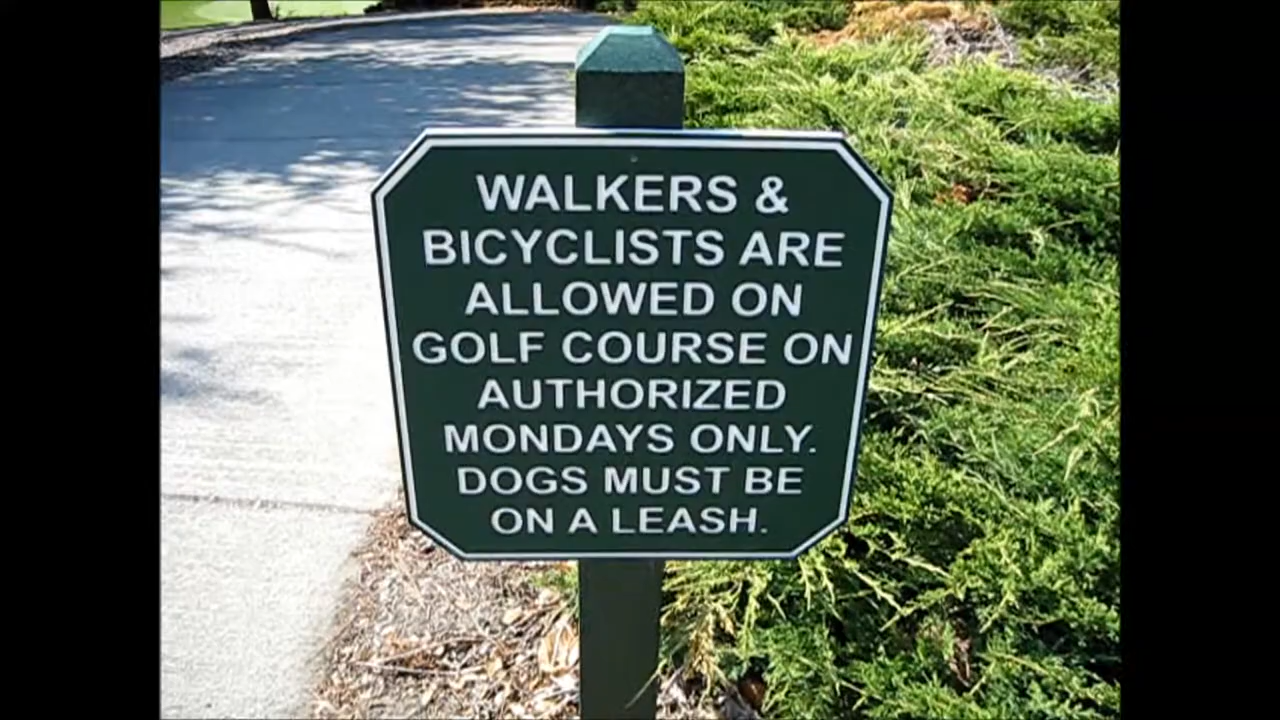 WALKERS &
BICYCLISTS ARE
ALLOWED ON
GOLF COURSE ON
AUTHORIZED
MONDAYS ONLY.
DOGS MUST BE
ON A LEASH.